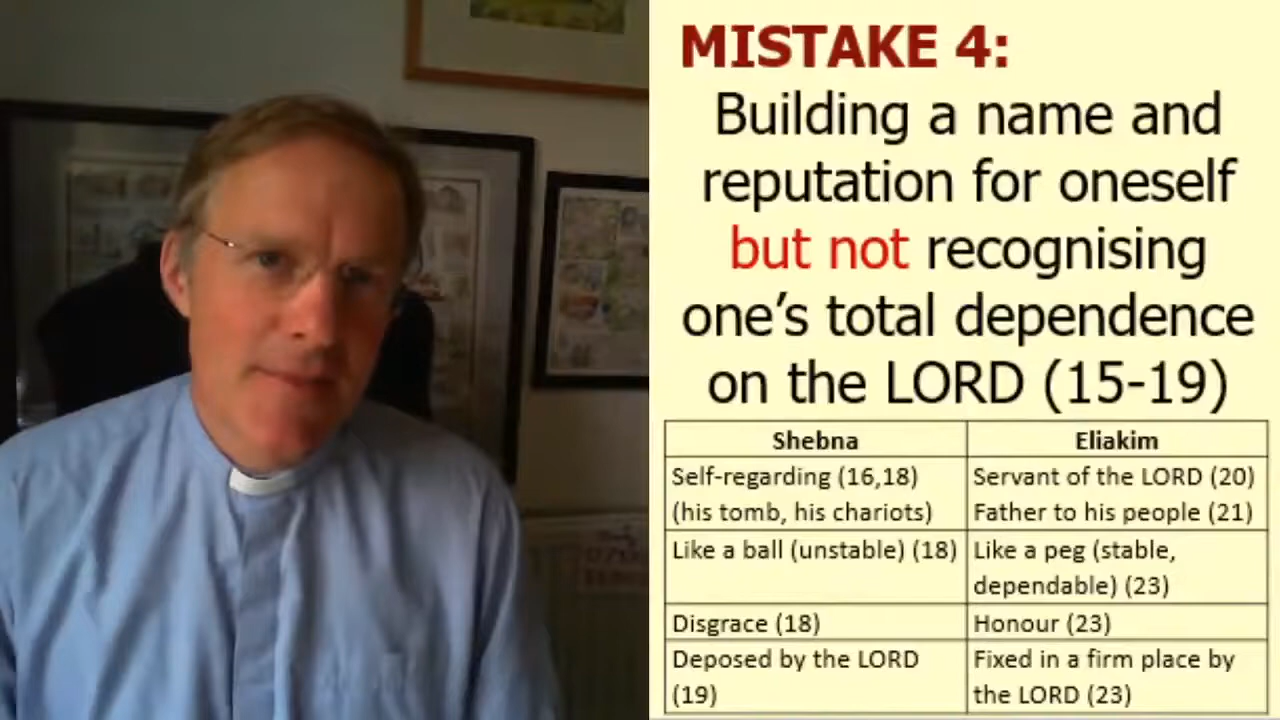 MISTAKE 4:
Building a name and
reputation for oneself
but not recognising
one's total dependence
on the LORD (15-19)
Shebna
Eliakim
Self-regarding (16,18)
(his tomb, his chariots)
Servant of the LORD (20)
Father to his people (21)
Like a ball (unstable) (18)
Like a peg (stable,
dependable) (23)
Disgrace (18)
Honour (23)
Deposed by the LORD
(19)
Fixed in a firm place by
the LORD (23)